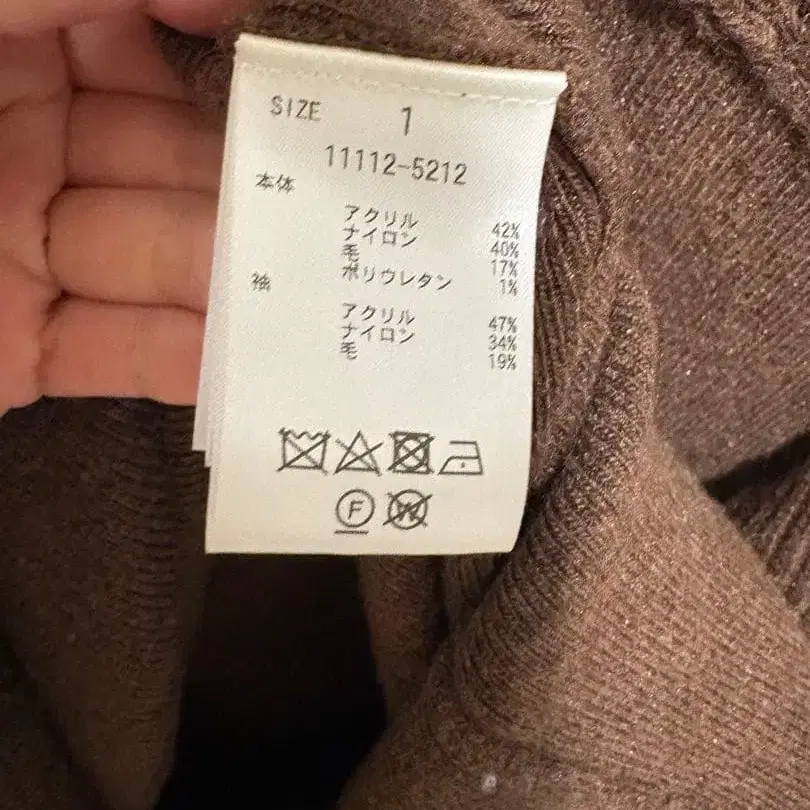 SIZE 1
11112-5212
本体
アクリル 42%
ナイロン 40%
毛 17%
ポリウレタン 1%
袖
アクリル 47%
ナイロン 34%
毛 19%
F W